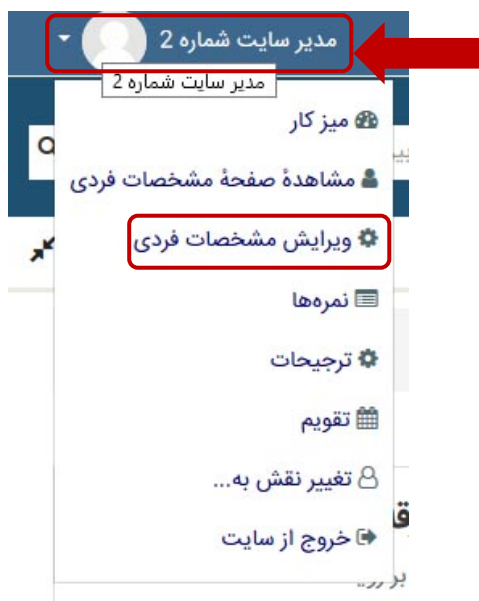 مدیر سایت شماره 2
مدیر سایت شماره 2
میز کار
مشاهدهٔ صفحهٔ مشخصات فردی
ویرایش مشخصات فردی
نمره‌ها
ترجیحات
تقویم
تغییر نقش به...
خروج از سایت